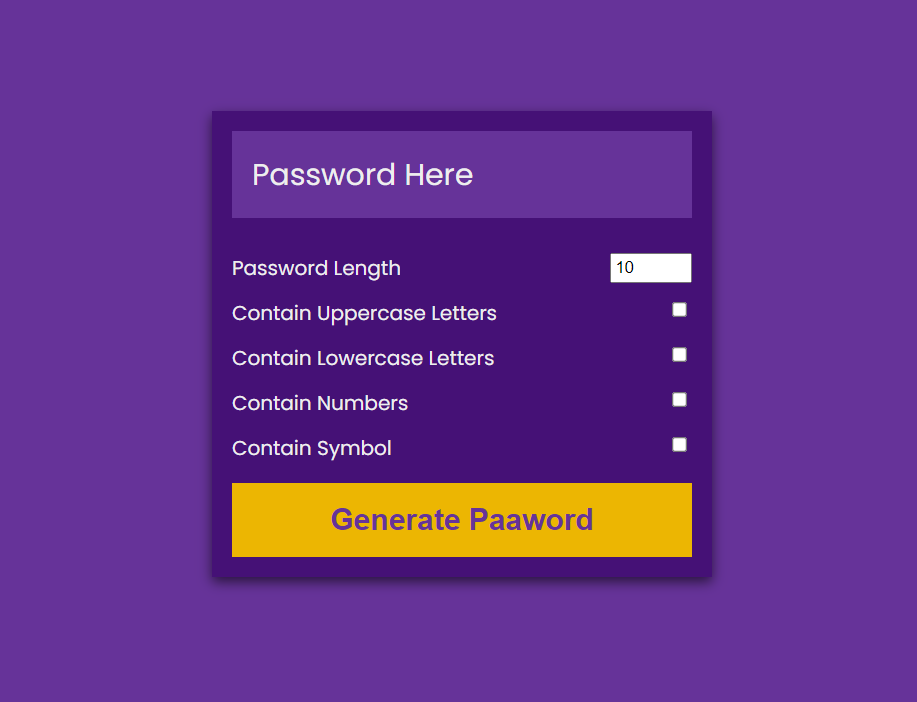 Password Here
Password Length 10
Contain Uppercase Letters
Contain Lowercase Letters
Contain Numbers
Contain Symbol
Generate Paaword